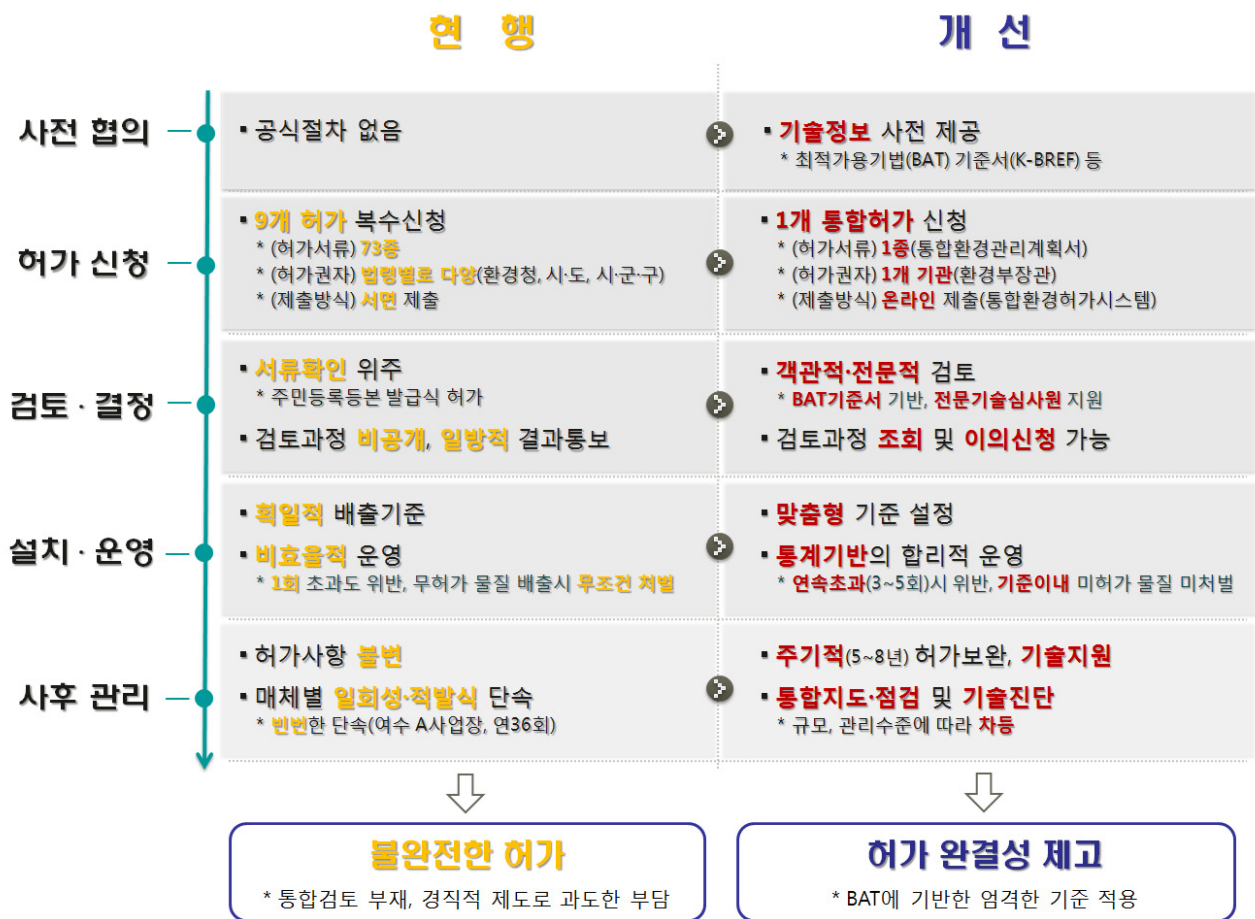 현 행
개 선
사전 협의
▪ 공식절차 없음
▪ 기술정보 사전 제공
* 최적가용기법(BAT) 기준서(K-BREF) 등
허가 신청
▪ 9개 허가 복수신청
* (허가서류) 73종
* (허가권자) 법령별로 다양(환경청, 시·도, 시·군·구)
* (제출방식) 서면 제출
▪ 1개 통합허가 신청
* (허가서류) 1종(통합환경관리계획서)
* (허가권자) 1개 기관(환경부장관)
* (제출방식) 온라인 제출(통합환경허가시스템)
검토 · 결정
▪ 서류확인 위주
* 주민등록등본 발급식 허가
▪ 검토과정 비공개, 일방적 결과통보
▪ 객관적·전문적 검토
* BAT기준서 기반, 전문기술심사원 지원
▪ 검토과정 조회 및 이의신청 가능
설치 · 운영
▪ 획일적 배출기준
▪ 비효율적 운영
* 1회 초과도 위반, 무허가 물질 배출시 무조건 처벌
▪ 맞춤형 기준 설정
▪ 통계기반의 합리적 운영
* 연속초과(3~5회)시 위반, 기준이내 미허가 물질 미처벌
사후 관리
▪ 허가사항 불변
▪ 매체별 일회성·적발식 단속
* 빈번한 단속(여수 A사업장, 연36회)
▪ 주기적(5~8년) 허가보완, 기술지원
▪ 통합지도·점검 및 기술진단
* 규모, 관리수준에 따라 차등
불완전한 허가
* 통합검토 부재, 경직적 제도로 과도한 부담
허가 완결성 제고
* BAT에 기반한 엄격한 기준 적용